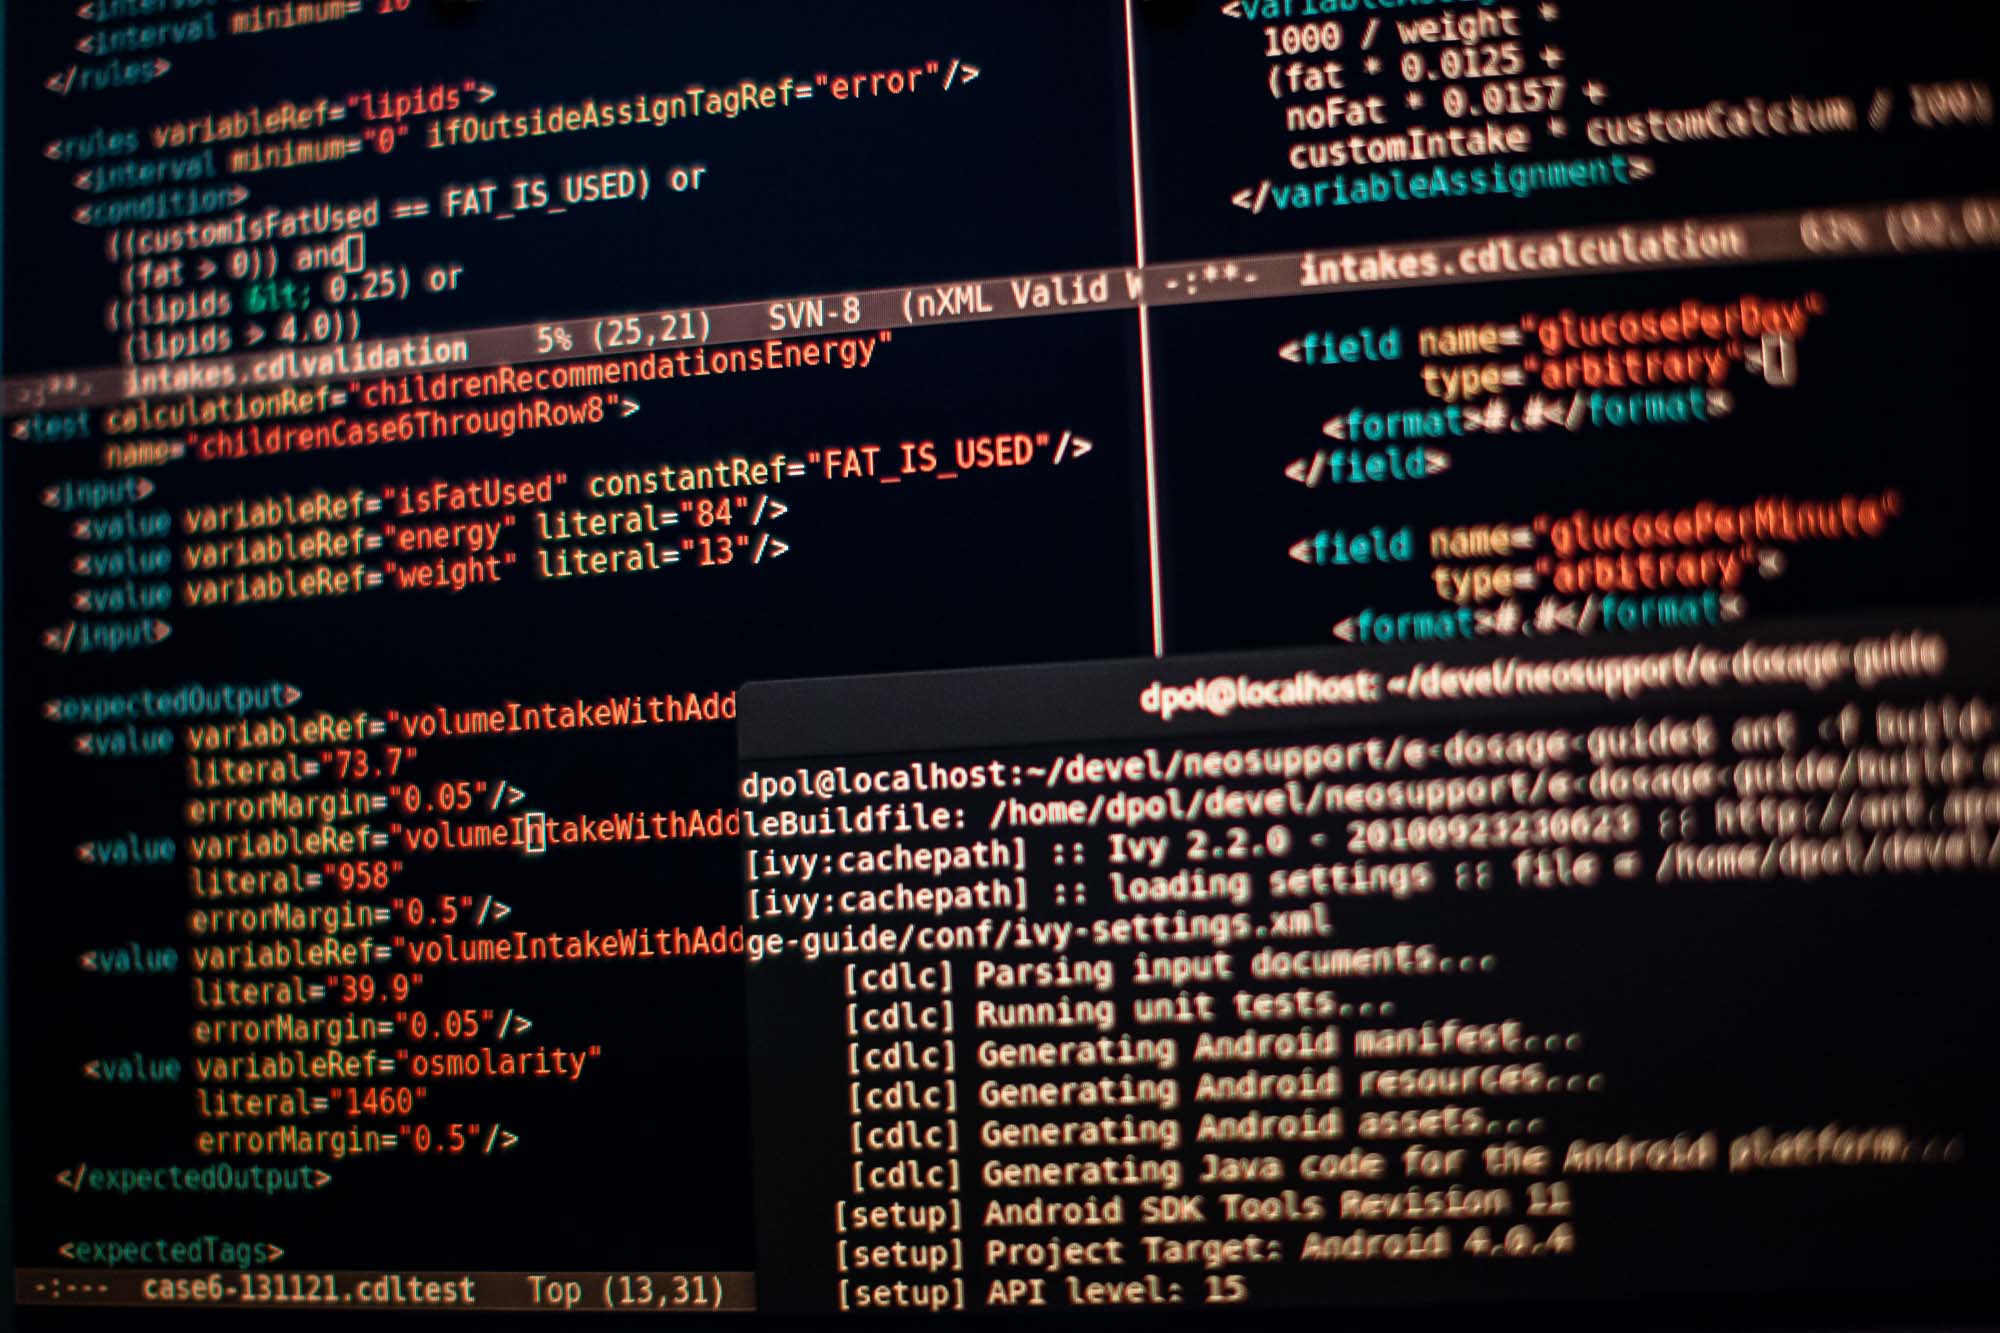 <interval minimum="10
</rules>
<rules variableRef="lipids">
<interval minimum="0" ifOutsideAssignTagRef="error"/>
<condition>
((customIsFatUsed == FAT_IS_USED) or
(fat > 0)) and
((lipids &lt; 0.25) or
(lipids > 4.0))
-:**- intakes.cdlvalidation 5% (25,21) SVN-8 (nXML Valid
<test calculationRef="childrenRecommendationsEnergy"
name="childrenCase6ThroughRow8">
<input>
<value variableRef="isFatUsed" constantRef="FAT_IS_USED"/>
<value variableRef="energy" literal="84"/>
<value variableRef="weight" literal="13"/>
</input>
<expectedOutput>
<value variableRef="volumeIntakeWithAdd
literal="73.7"
errorMargin="0.05"/>
<value variableRef="volumeIntakeWithAdd
literal="958"
errorMargin="0.5"/>
<value variableRef="volumeIntakeWithAdd
literal="39.9"
errorMargin="0.05"/>
<value variableRef="osmolarity"
literal="1460"
errorMargin="0.5"/>
</expectedOutput>
<expectedTags>
-:--- case6-131121.cdltest Top (13,31)
1000 / weight *
(fat * 0.0125 +
noFat * 0.0157 +
customIntake * customCalcium / 100)
</variableAssignment>
-:**- intakes.cdlcalculation 63% (92,0)
<field name="glucosePerDay"
type="arbitrary">
<format>#.#</format>
</field>
<field name="glucosePerMinute"
type="arbitrary">
<format>#.#</format>
dpol@localhost: ~/devel/neosupport/e-dosage-guide
dpol@localhost:~/devel/neosupport/e-dosage-guide$ ant -f build-
leBuildfile: /home/dpol/devel/neosupport/e-dosage-guide/build-
[ivy:cachepath] :: Ivy 2.2.0 - 20100923230623 :: http://ant.
[ivy:cachepath] :: loading settings :: file = /home/dpol/devel/
ge-guide/conf/ivy-settings.xml
[cdlc] Parsing input documents...
[cdlc] Running unit tests...
[cdlc] Generating Android manifest...
[cdlc] Generating Android resources...
[cdlc] Generating Android assets...
[cdlc] Generating Java code for the Android platform...
[setup] Android SDK Tools Revision 11
[setup] Project Target: Android 4.0.4
[setup] API level: 15